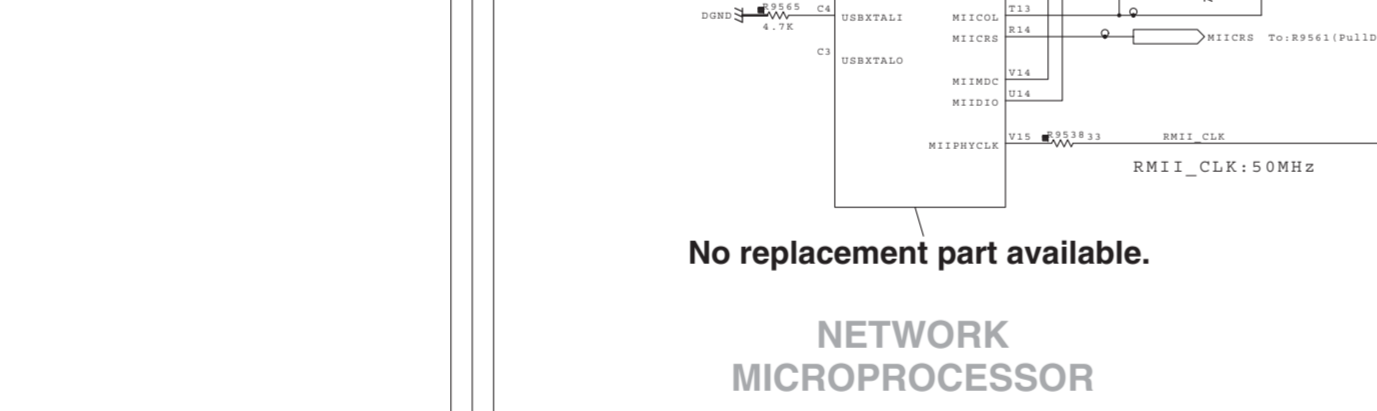 R9565 C4 T13
DGND USBXTALI MIICOL
4.7K R14
MIICRS MIICRS To:R9561(PullD
C3
USBXTALO
V14
MIIMDC
U14
MIIDIO
V15 R9538 33 RMII_CLK
MIIPHYCLK
RMII_CLK:50MHz
No replacement part available.
NETWORK
MICROPROCESSOR